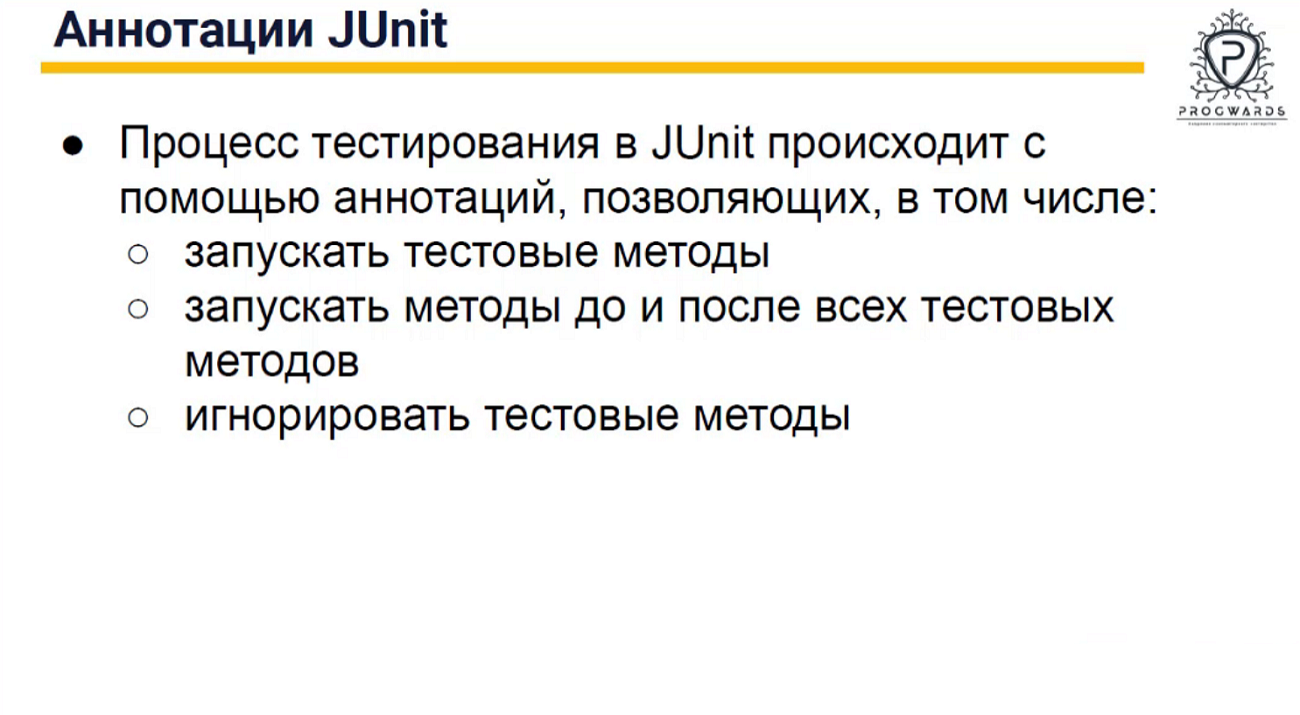 Аннотации JUnit
P
PROGWARDS
● Процесс тестирования в JUnit происходит с
помощью аннотаций, позволяющих, в том числе:
○ запускать тестовые методы
○ запускать методы до и после всех тестовых
методов
○ игнорировать тестовые методы